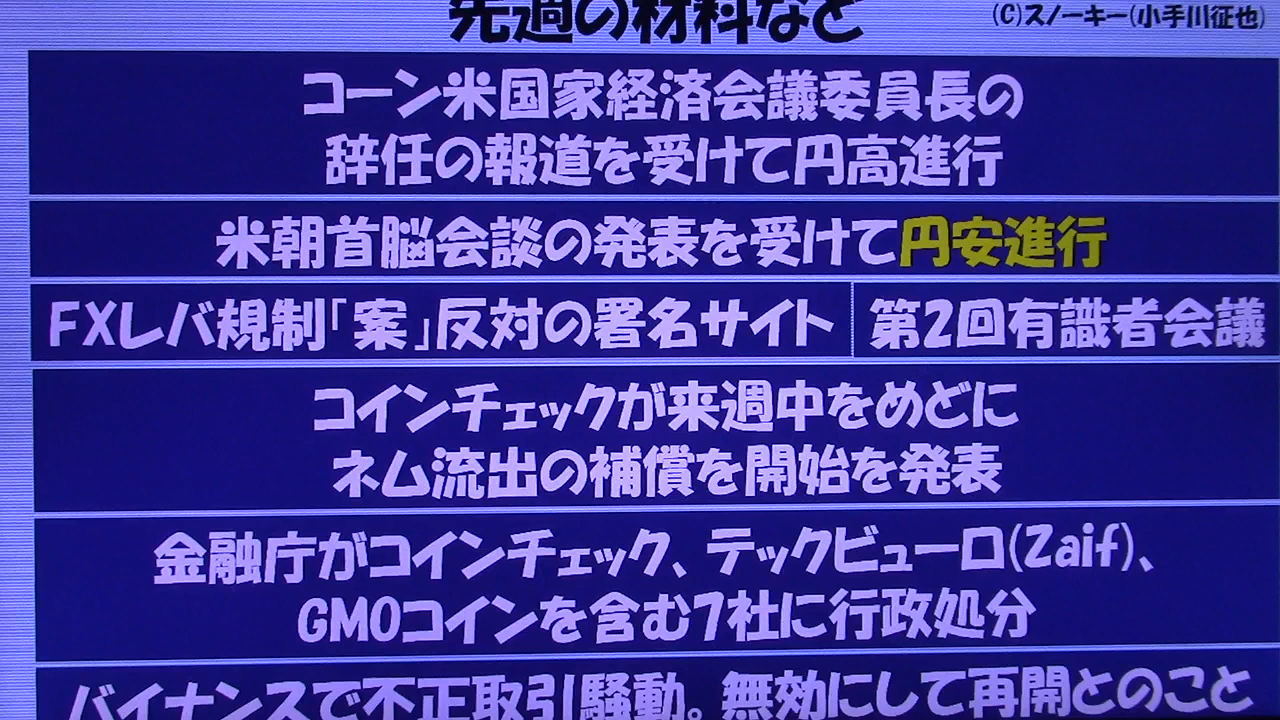 先週の材料など
(C)スノーキー(小手川征也)
コーン米国家経済会議委員長の
辞任の報道を受けて円高進行
米朝首脳会談の発表を受けて円安進行
FXレバ規制「案」反対の署名サイト
第2回有識者会議
コインチェックが来週中をめどに
ネム流出の補償を開始を発表
金融庁がコインチェック、テックビューロ(Zaif)、
GMOコインを含む7社に行政処分
バイナンスで不正取引騒動。無効にして再開とのこと